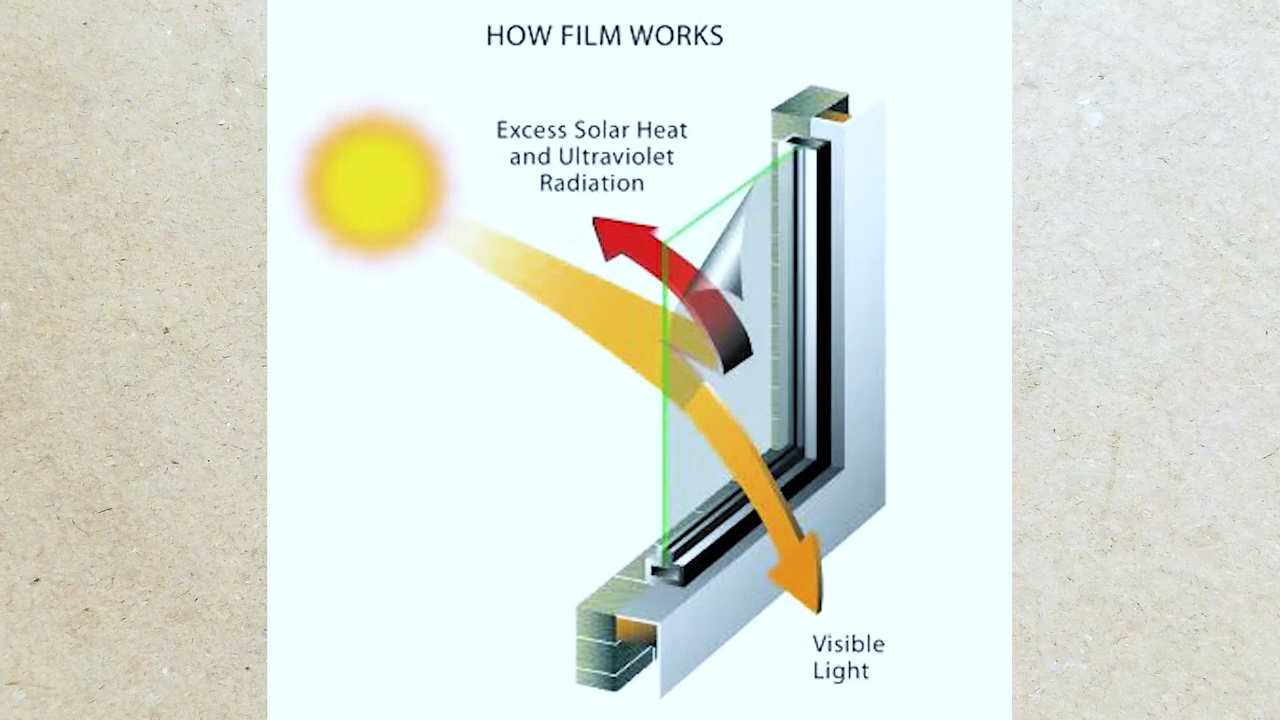 HOW FILM WORKS
Excess Solar Heat
and Ultraviolet
Radiation
Visible
Light